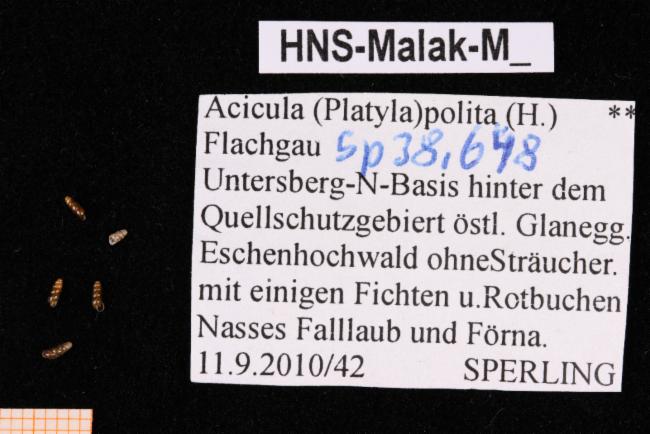 HNS-Malak-M_
Acicula (Platyla)polita (H.) **
Flachgau Sp38,648
Untersberg-N-Basis hinter dem
Quellschutzgebiert östl. Glanegg.
Eschenhochwald ohneSträucher.
mit einigen Fichten u.Rotbuchen
Nasses Falllaub und Förna.
11.9.2010/42 SPERLING